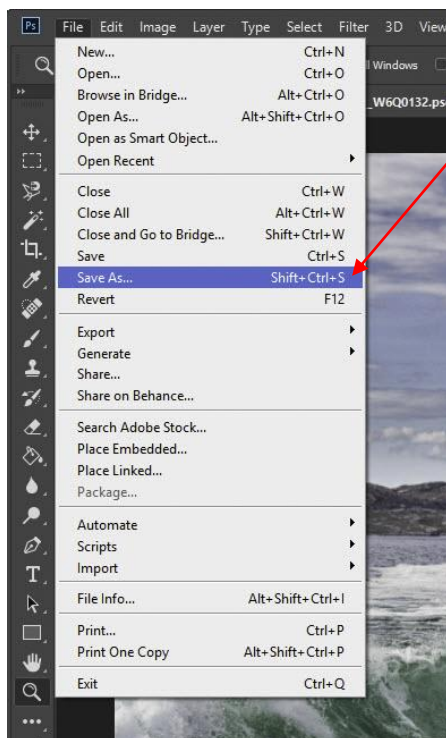 Ps File Edit Image Layer Type Select Filter 3D View
New... Ctrl+N
Open... Ctrl+O
Browse in Bridge... Alt+Ctrl+O
Open As... Alt+Shift+Ctrl+O
Open as Smart Object...
Open Recent
Close Ctrl+W
Close All Alt+Ctrl+W
Close and Go to Bridge... Shift+Ctrl+W
Save Ctrl+S
Save As... Shift+Ctrl+S
Revert F12
Export
Generate
Share...
Share on Behance...
Search Adobe Stock...
Place Embedded...
Place Linked...
Package...
Automate
Scripts
Import
File Info... Alt+Shift+Ctrl+I
Print... Ctrl+P
Print One Copy Alt+Shift+Ctrl+P
Exit Ctrl+Q
Windows
_W6Q0132.ps
T